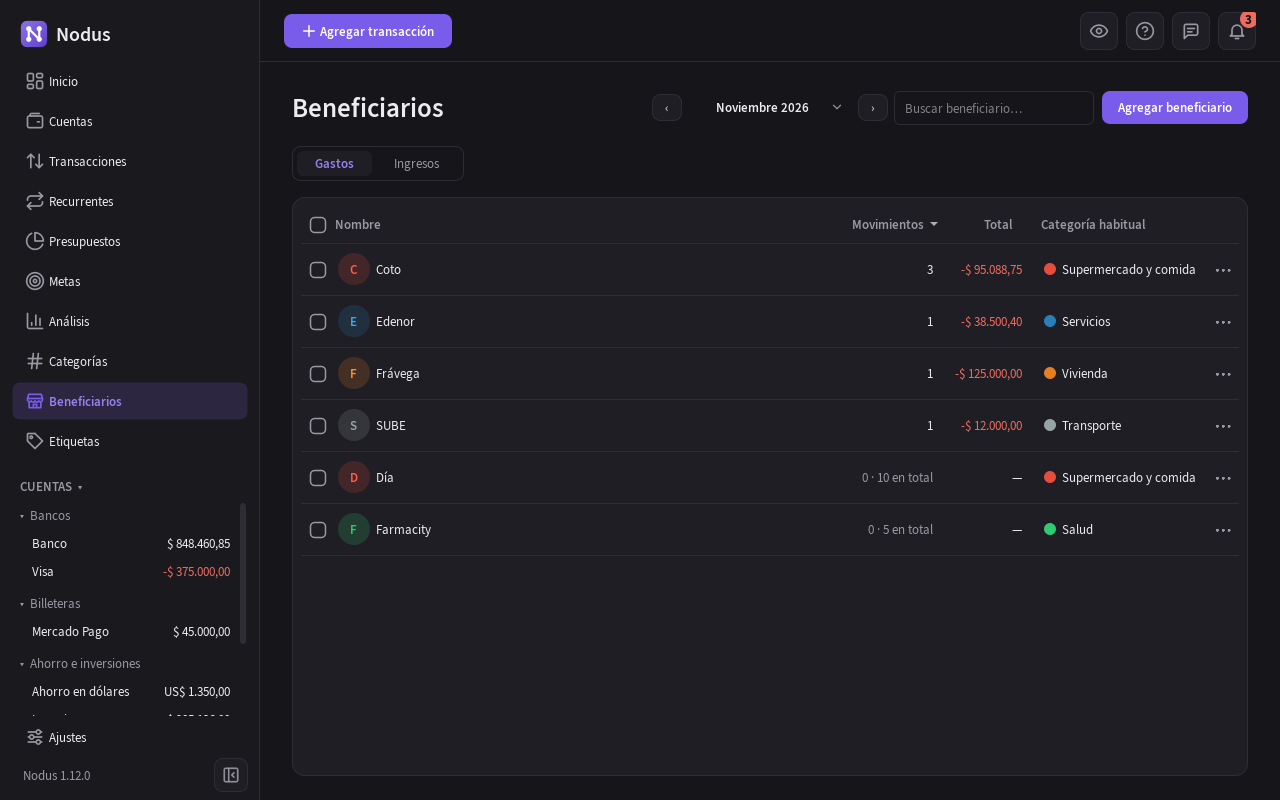 Nodus
Inicio
Cuentas
Transacciones
Recurrentes
Presupuestos
Metas
Análisis
Categorías
Beneficiarios
Etiquetas
CUENTAS
Bancos
Banco $ 848.460,85
Visa -$ 375.000,00
Billeteras
Mercado Pago $ 45.000,00
Ahorro e inversiones
Ahorro en dólares US$ 1.350,00
Ajustes
Nodus 1.12.0
Agregar transacción
3
Beneficiarios
‹ Noviembre 2026 ›
Buscar beneficiario…
Agregar beneficiario
Gastos Ingresos
Nombre Movimientos Total Categoría habitual
C Coto 3 -$ 95.088,75 Supermercado y comida
E Edenor 1 -$ 38.500,40 Servicios
F Frávega 1 -$ 125.000,00 Vivienda
S SUBE 1 -$ 12.000,00 Transporte
D Día 0 · 10 en total — Supermercado y comida
F Farmacity 0 · 5 en total — Salud